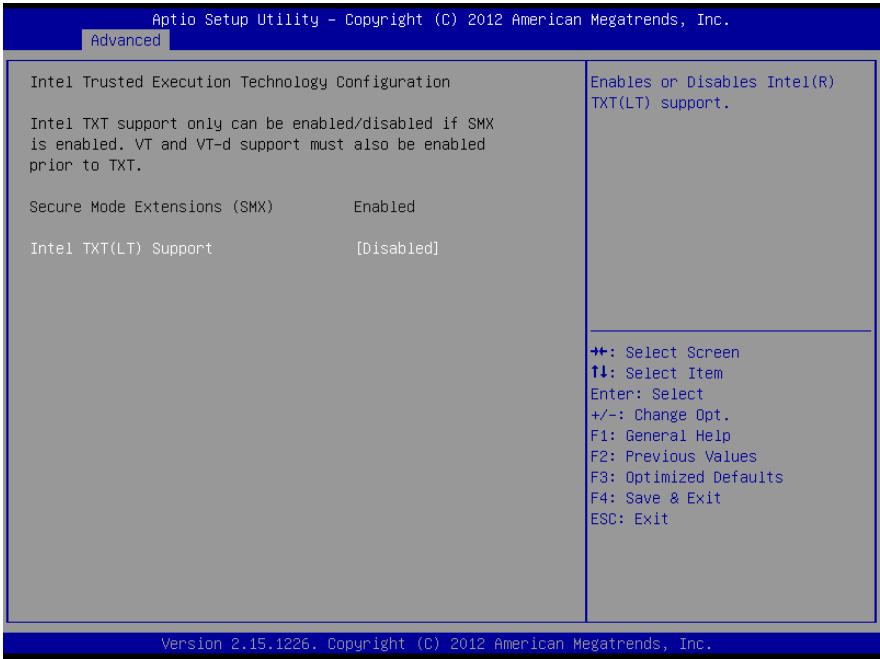 Aptio Setup Utility – Copyright (C) 2012 American Megatrends, Inc.
Advanced
Intel Trusted Execution Technology Configuration
Intel TXT support only can be enabled/disabled if SMX
is enabled. VT and VT-d support must also be enabled
prior to TXT.
Secure Mode Extensions (SMX) Enabled
Intel TXT(LT) Support [Disabled]
Enables or Disables Intel(R)
TXT(LT) support.
→←: Select Screen
↑↓: Select Item
Enter: Select
+/-: Change Opt.
F1: General Help
F2: Previous Values
F3: Optimized Defaults
F4: Save & Exit
ESC: Exit
Version 2.15.1226. Copyright (C) 2012 American Megatrends, Inc.